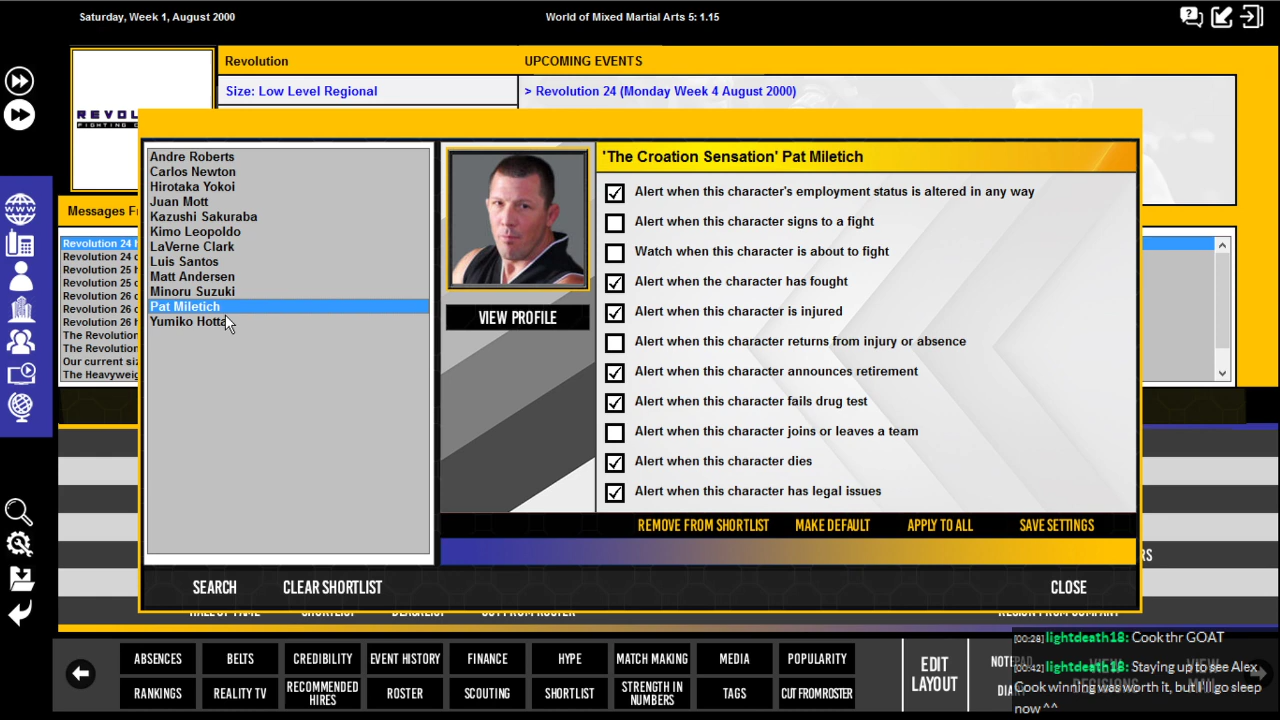 Saturday, Week 1, August 2000
World of Mixed Martial Arts 5: 1.15
Revolution
UPCOMING EVENTS
Size: Low Level Regional
> Revolution 24 (Monday Week 4 August 2000)
REVOL
FIGHTING C
Messages Fr
Revolution 24 h
Revolution 24 c
Revolution 25 h
Revolution 25 c
Revolution 26 c
Revolution 26 c
Revolution 26 h
The Revolution
The Revolution
Our current siz
The Heavyweig
Andre Roberts
Carlos Newton
Hirotaka Yokoi
Juan Mott
Kazushi Sakuraba
Kimo Leopoldo
LaVerne Clark
Luis Santos
Matt Andersen
Minoru Suzuki
Pat Miletich
Yumiko Hotta
VIEW PROFILE
'The Croation Sensation' Pat Miletich
Alert when this character's employment status is altered in any way
Alert when this character signs to a fight
Watch when this character is about to fight
Alert when the character has fought
Alert when this character is injured
Alert when this character returns from injury or absence
Alert when this character announces retirement
Alert when this character fails drug test
Alert when this character joins or leaves a team
Alert when this character dies
Alert when this character has legal issues
REMOVE FROM SHORTLIST
MAKE DEFAULT
APPLY TO ALL
SAVE SETTINGS
SEARCH
CLEAR SHORTLIST
CLOSE
ABSENCES
BELTS
CREDIBILITY
EVENT HISTORY
FINANCE
HYPE
MATCH MAKING
MEDIA
POPULARITY
RANKINGS
REALITY TV
RECOMMENDED HIRES
ROSTER
SCOUTING
SHORTLIST
STRENGTH IN NUMBERS
TAGS
CUT FROM ROSTER
EDIT LAYOUT
[00:28] lightdeath18: Cook thr GOAT
[00:42] lightdeath18: Staying up to see Alex
Cook winning was worth it, but I'll go sleep
now ^^